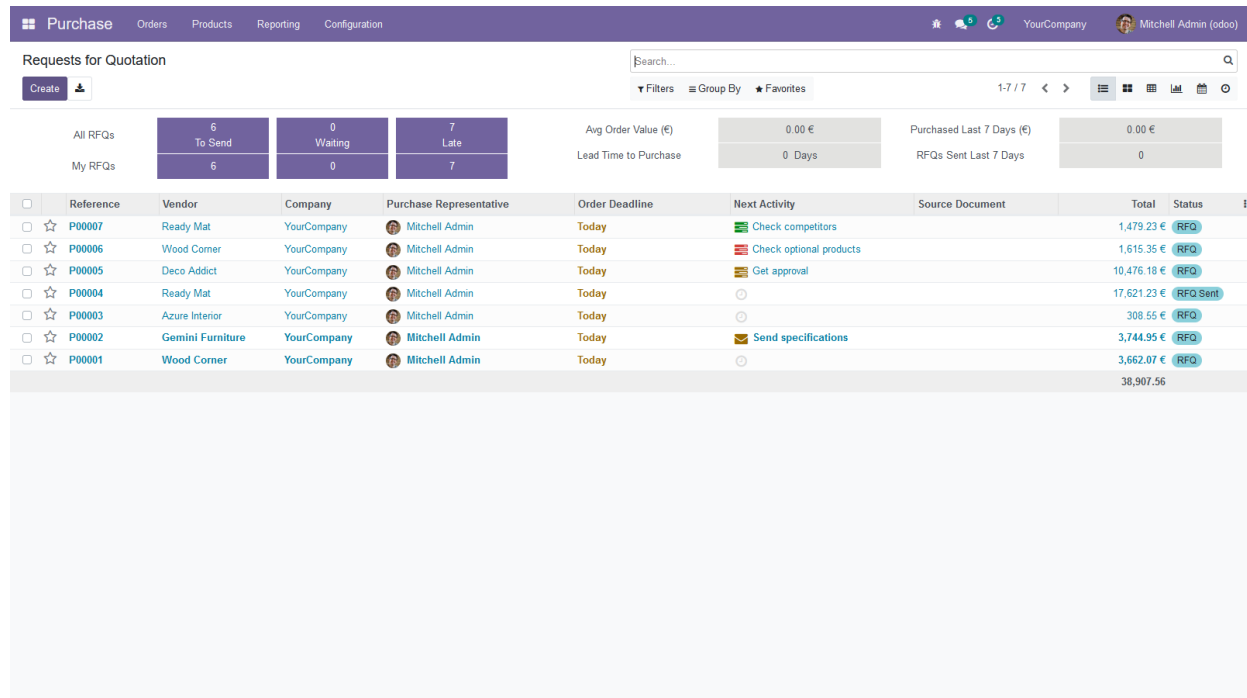 Purchase Orders Products Reporting Configuration 5 5 YourCompany Mitchell Admin (odoo)
Requests for Quotation Search...
Create Filters Group By Favorites 1-7 / 7
All RFQs 6 To Send 0 Waiting 7 Late Avg Order Value (€) 0.00 € Purchased Last 7 Days (€) 0.00 €
My RFQs 6 0 7 Lead Time to Purchase 0 Days RFQs Sent Last 7 Days 0
Reference Vendor Company Purchase Representative Order Deadline Next Activity Source Document Total Status
P00007 Ready Mat YourCompany Mitchell Admin Today Check competitors 1,479.23 € RFQ
P00006 Wood Corner YourCompany Mitchell Admin Today Check optional products 1,615.35 € RFQ
P00005 Deco Addict YourCompany Mitchell Admin Today Get approval 10,476.18 € RFQ
P00004 Ready Mat YourCompany Mitchell Admin Today 17,621.23 € RFQ Sent
P00003 Azure Interior YourCompany Mitchell Admin Today 308.55 € RFQ
P00002 Gemini Furniture YourCompany Mitchell Admin Today Send specifications 3,744.95 € RFQ
P00001 Wood Corner YourCompany Mitchell Admin Today 3,662.07 € RFQ
38,907.56